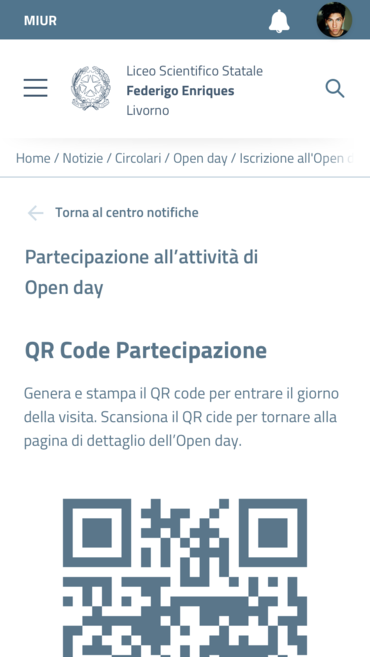 MIUR
Liceo Scientifico Statale
Federigo Enriques
Livorno
Home / Notizie / Circolari / Open day / Iscrizione all'Open
Torna al centro notifiche
Partecipazione all’attività di
Open day
QR Code Partecipazione
Genera e stampa il QR code per entrare il giorno
della visita. Scansiona il QR cide per tornare alla
pagina di dettaglio dell’Open day.